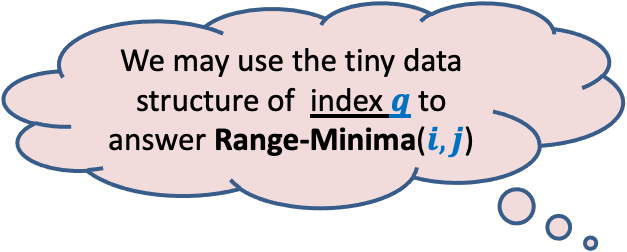 We may use the tiny data
structure of index q to
answer Range-Minima(i, j)